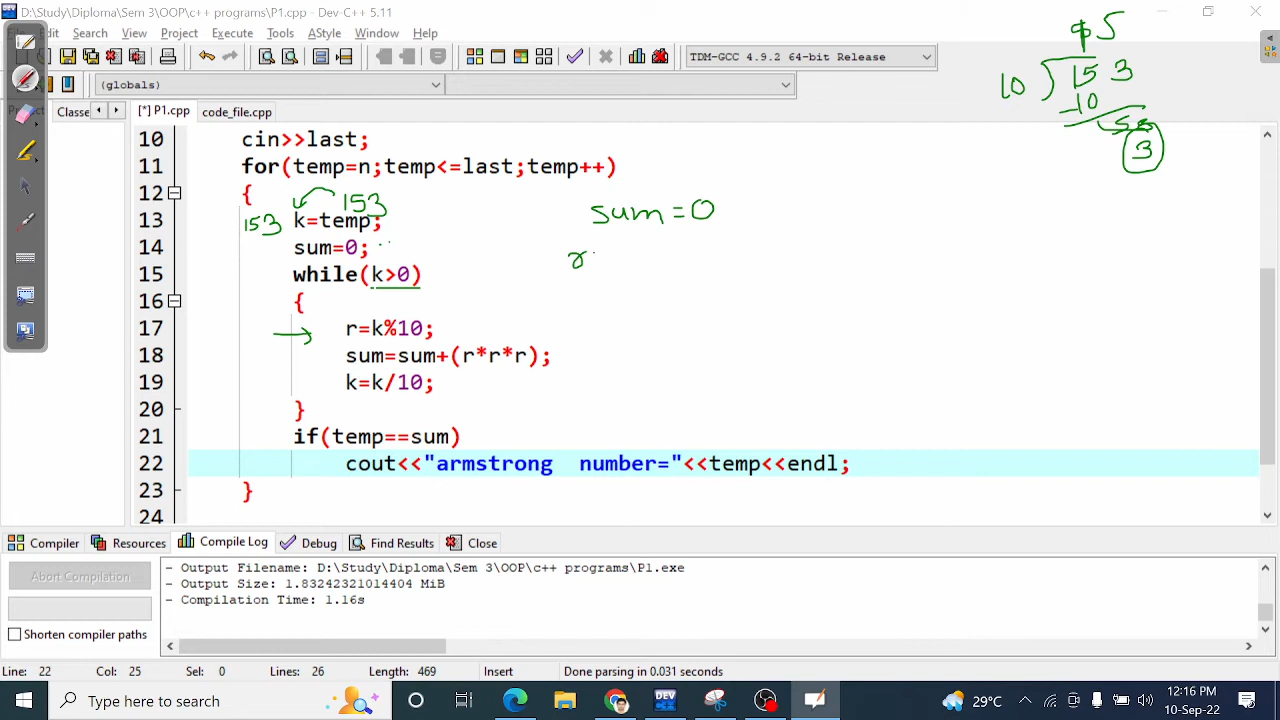 D:\Study\Diploma\Sem 3\OOP\c++ programs\P1.cpp - Dev-C++ 5.11
Edit Search View Project Execute Tools AStyle Window Help
TDM-GCC 4.9.2 64-bit Release
(globals)
Classe
[*] P1.cpp code_file.cpp
5
10 153
-10
3
10 cin>>last;
11 for(temp=n;temp<=last;temp++)
12 {
153
153
13 k=temp;
sum=0
14 sum=0;
r
15 while(k>0)
16 {
17 r=k%10;
18 sum=sum+(r*r*r);
19 k=k/10;
20 }
21 if(temp==sum)
22 cout<<"armstrong  number="<<temp<<endl;
23 }
24
Compiler Resources Compile Log Debug Find Results Close
Abort Compilation
Shorten compiler paths
- Output Filename: D:\Study\Diploma\Sem 3\OOP\c++ programs\P1.exe
- Output Size: 1.83242321014404 MiB
- Compilation Time: 1.16s
Line: 22 Col: 25 Sel: 0 Lines: 26 Length: 469 Insert Done parsing in 0.031 seconds
Type here to search
DEV
29°C
12:16 PM
10-Sep-22